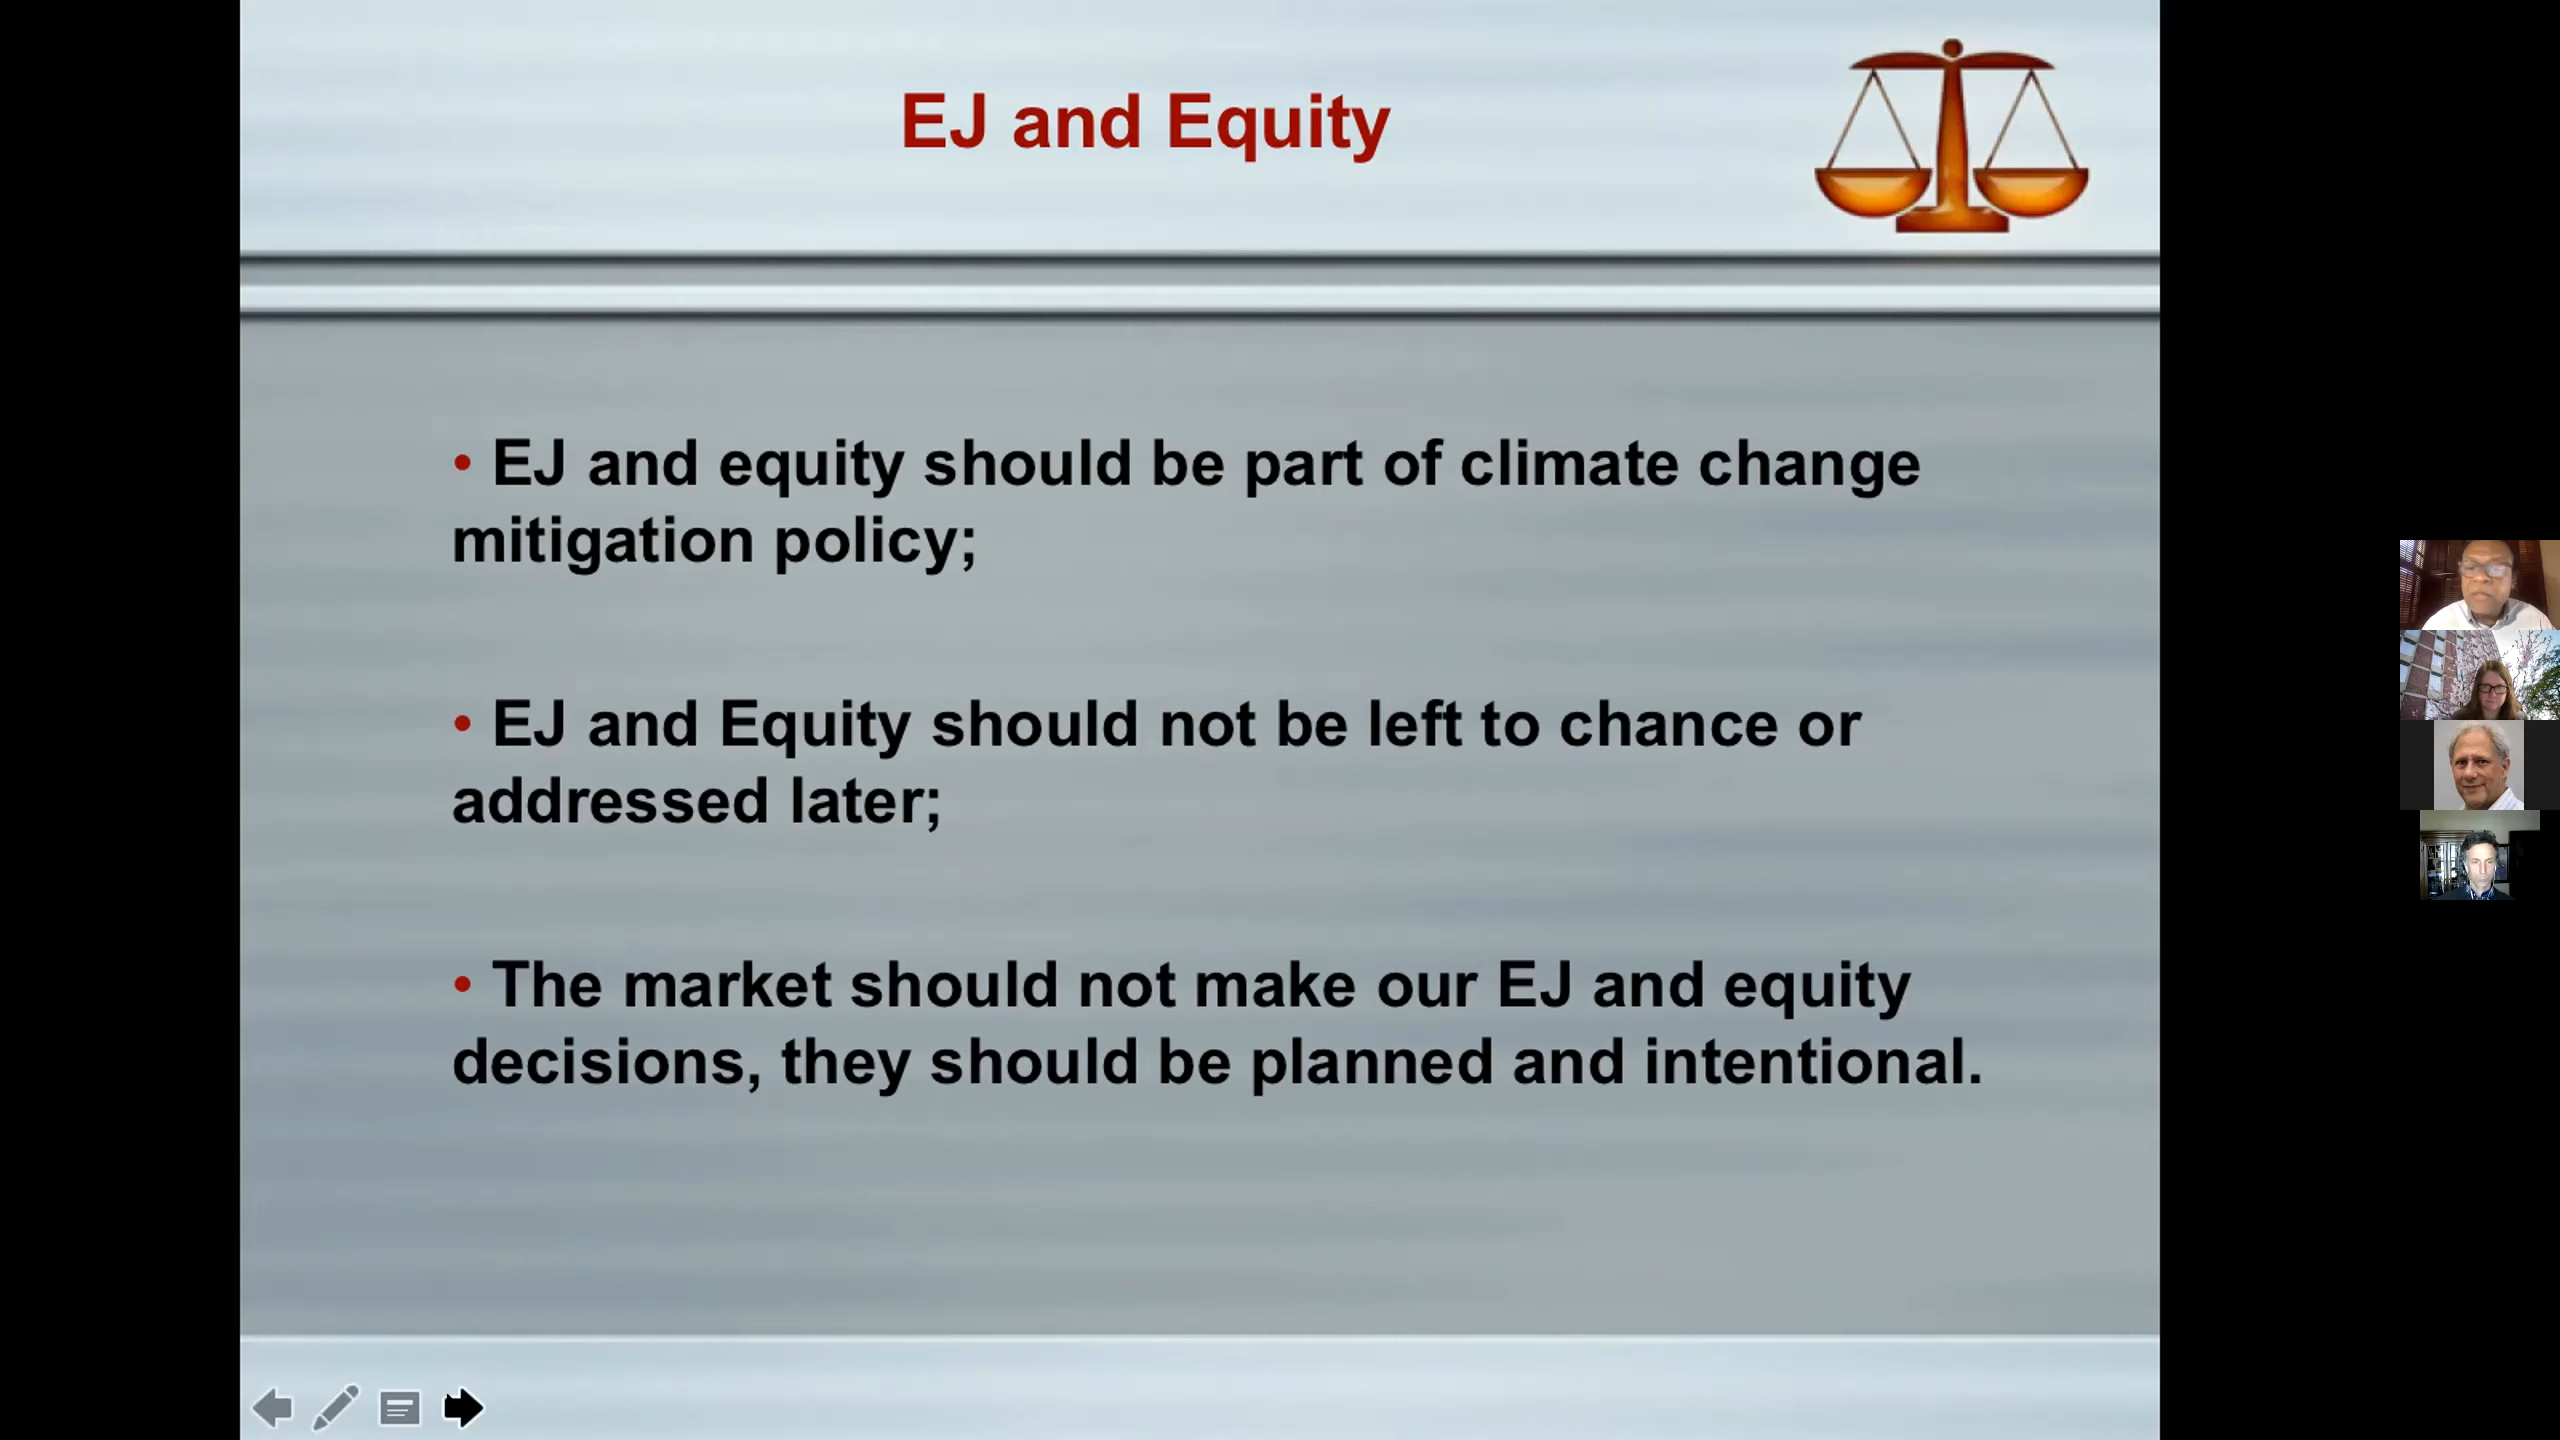 EJ and Equity
• EJ and equity should be part of climate change
mitigation policy;
• EJ and Equity should not be left to chance or
addressed later;
• The market should not make our EJ and equity
decisions, they should be planned and intentional.